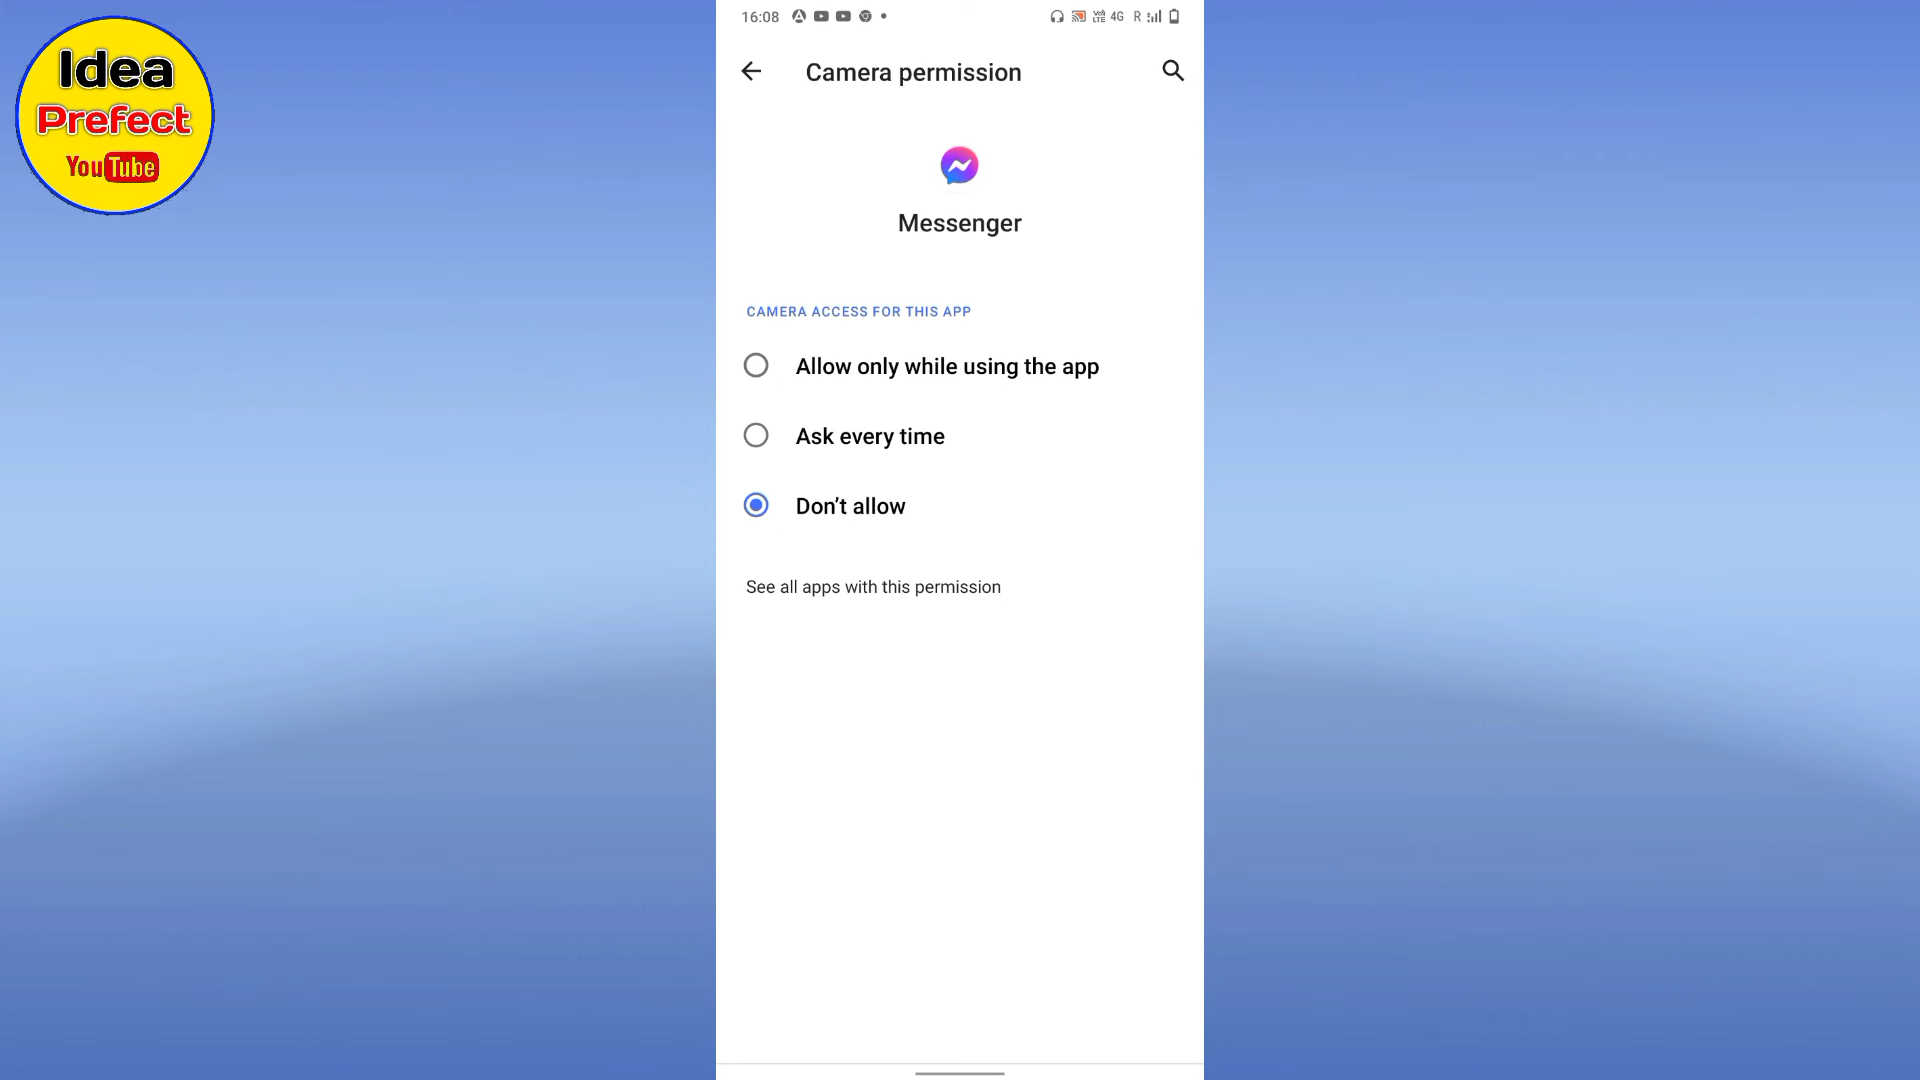 Idea
Prefect
YouTube
16:08
VoLTE 4G R
Camera permission
Messenger
CAMERA ACCESS FOR THIS APP
Allow only while using the app
Ask every time
Don’t allow
See all apps with this permission